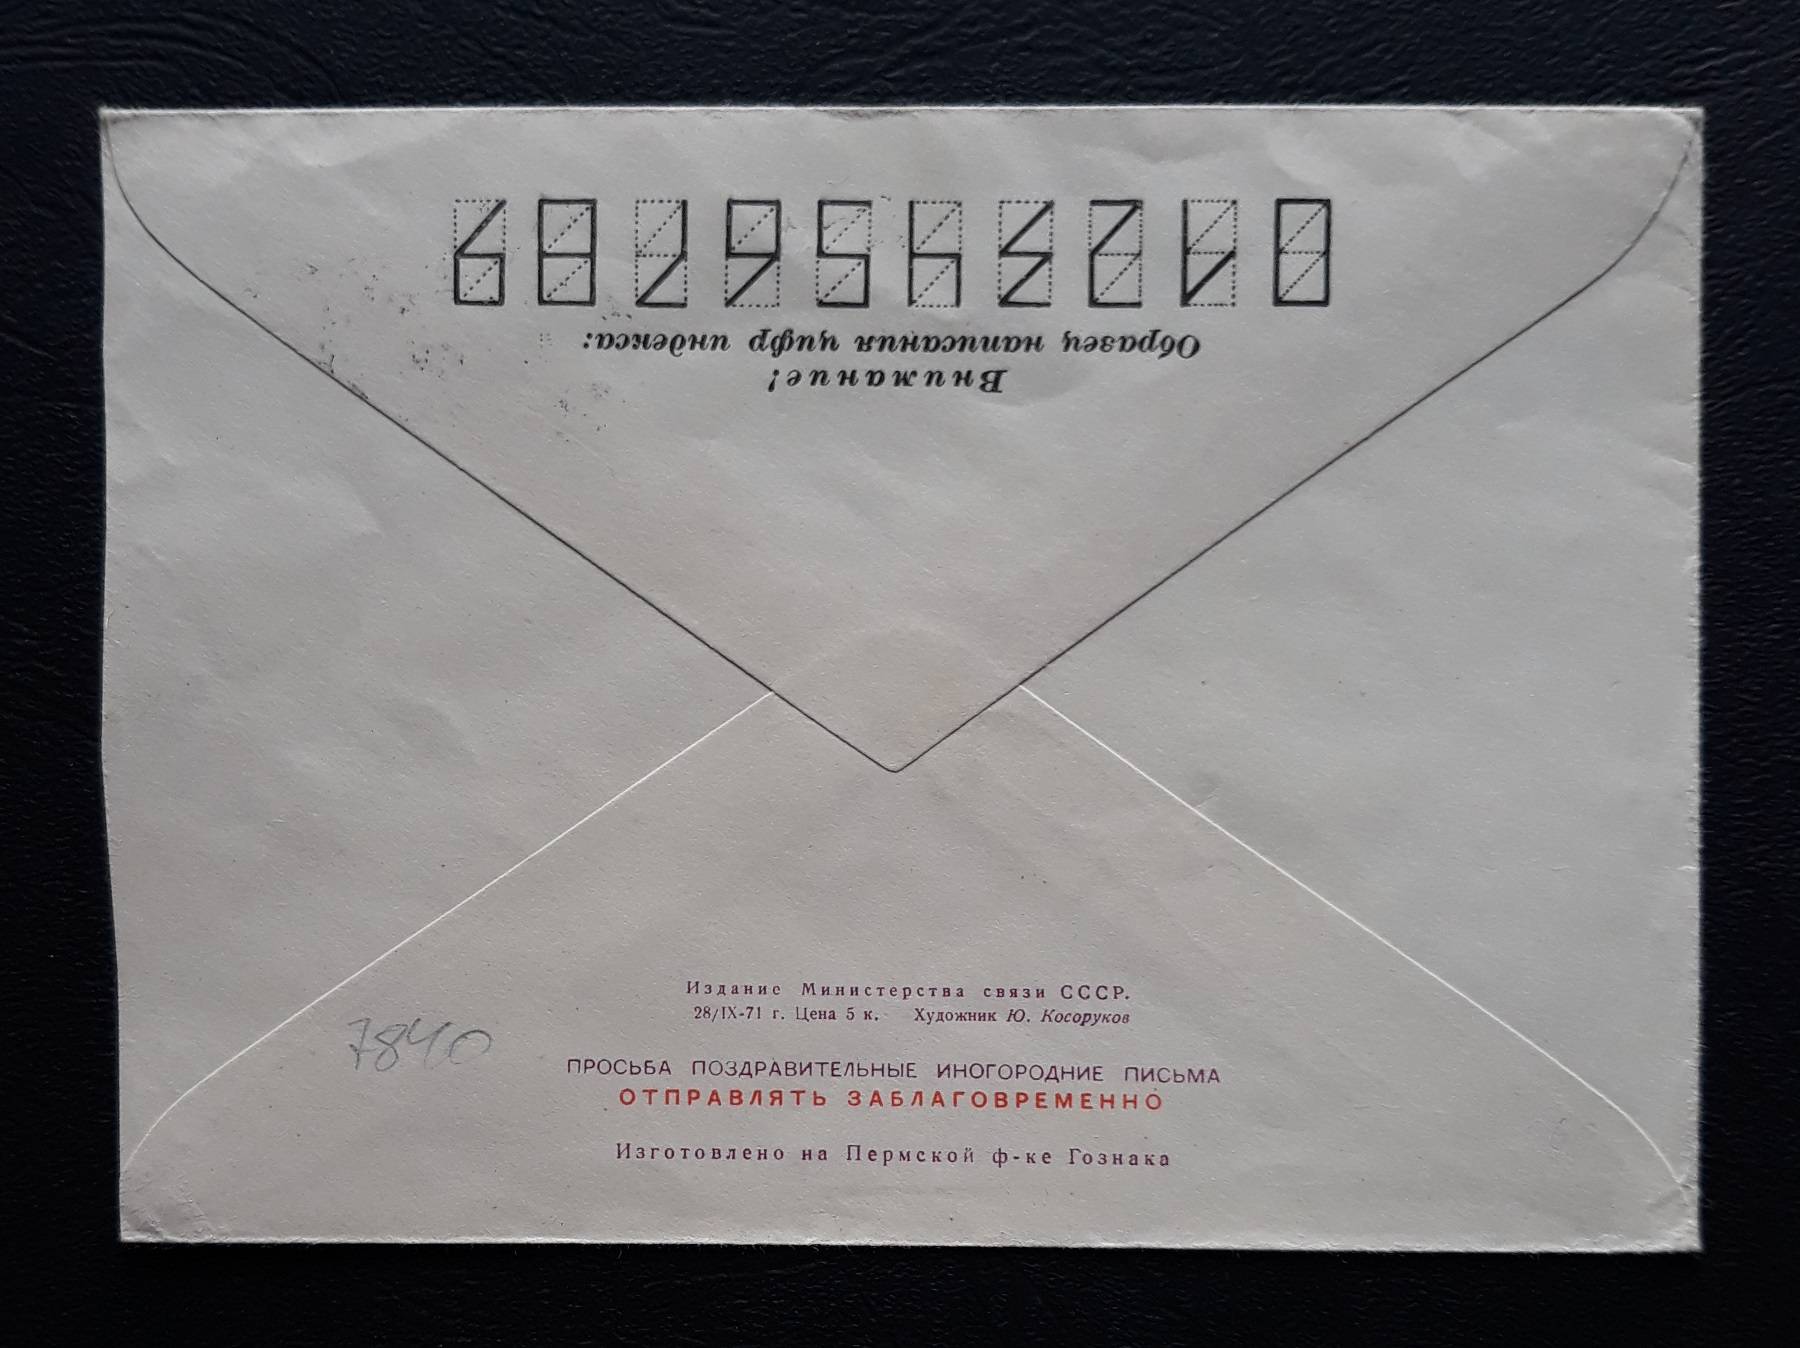 Внимание!
Образец написания цифр индекса:
0123456789
Издание Министерства связи СССР.
28/IX-71 г. Цена 5 к. Художник Ю. Косоруков
7840
ПРОСЬБА ПОЗДРАВИТЕЛЬНЫЕ ИНОГОРОДНИЕ ПИСЬМА
ОТПРАВЛЯТЬ ЗАБЛАГОВРЕМЕННО
Изготовлено на Пермской ф-ке Гознака